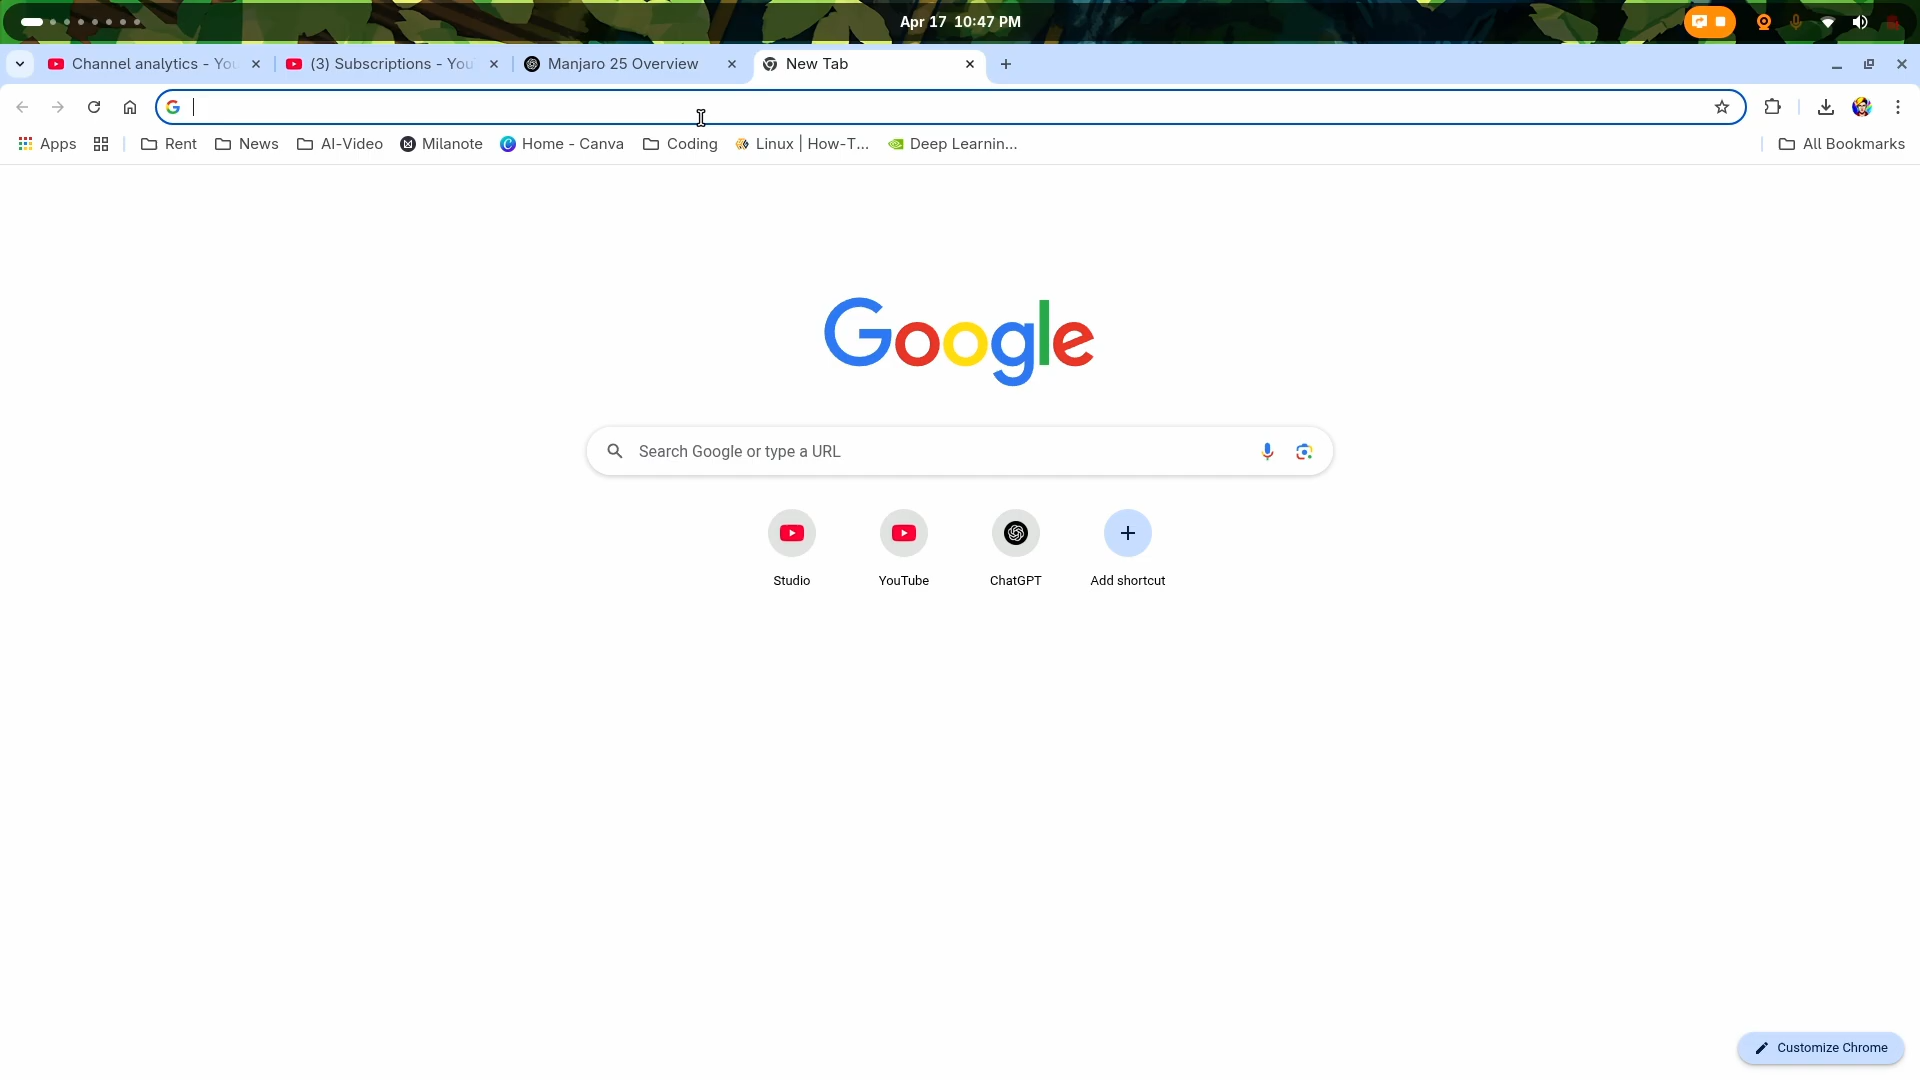 Apr 17 10:47 PM
Channel analytics - You
(3) Subscriptions - You
Manjaro 25 Overview
New Tab
Apps
Rent
News
AI-Video
Milanote
Home - Canva
Coding
Linux | How-T...
Deep Learnin...
All Bookmarks
Google
Search Google or type a URL
Studio
YouTube
ChatGPT
Add shortcut
Customize Chrome